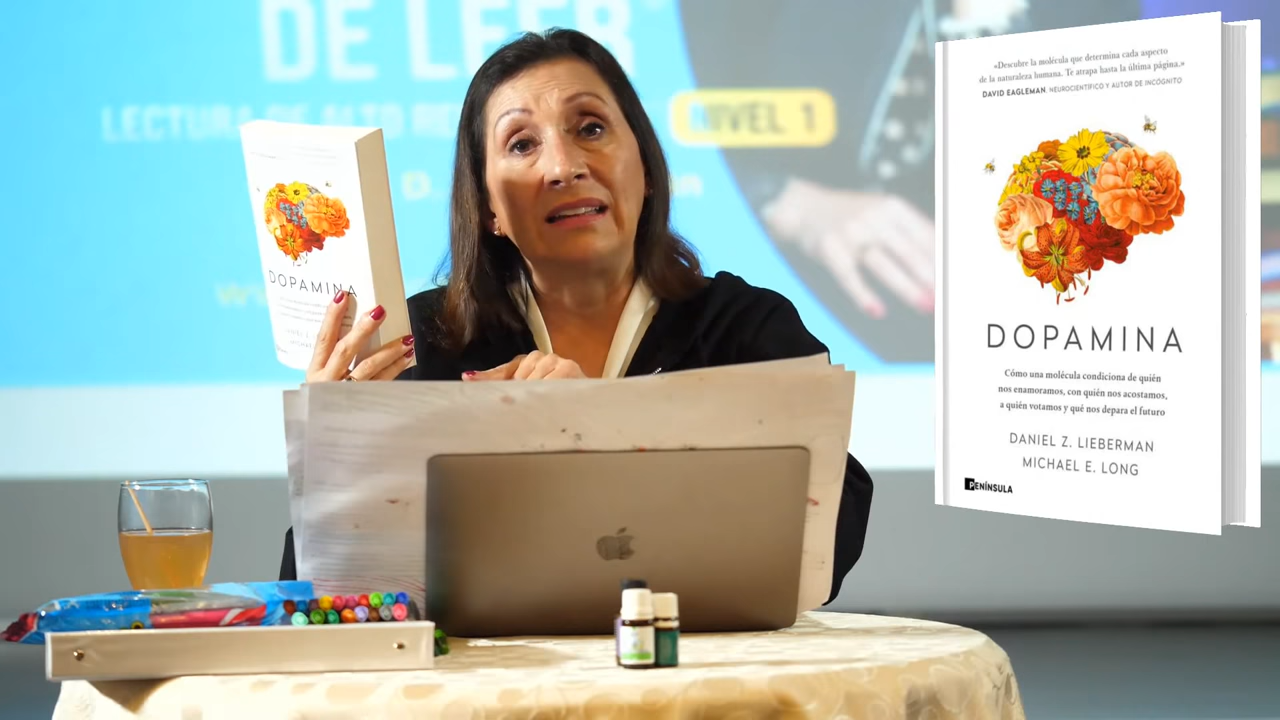 DE LEER
LECTURA DE ALTO RE
NIVEL 1
DOPAMINA
«Descubre la molécula que determina cada aspecto
de la naturaleza humana. Te atrapa hasta la última página.»
DAVID EAGLEMAN, NEUROCIENTÍFICO Y AUTOR DE INCÓGNITO
DOPAMINA
Cómo una molécula condiciona de quién
nos enamoramos, con quién nos acostamos,
a quién votamos y qué nos depara el futuro
DANIEL Z. LIEBERMAN
MICHAEL E. LONG
PENÍNSULA